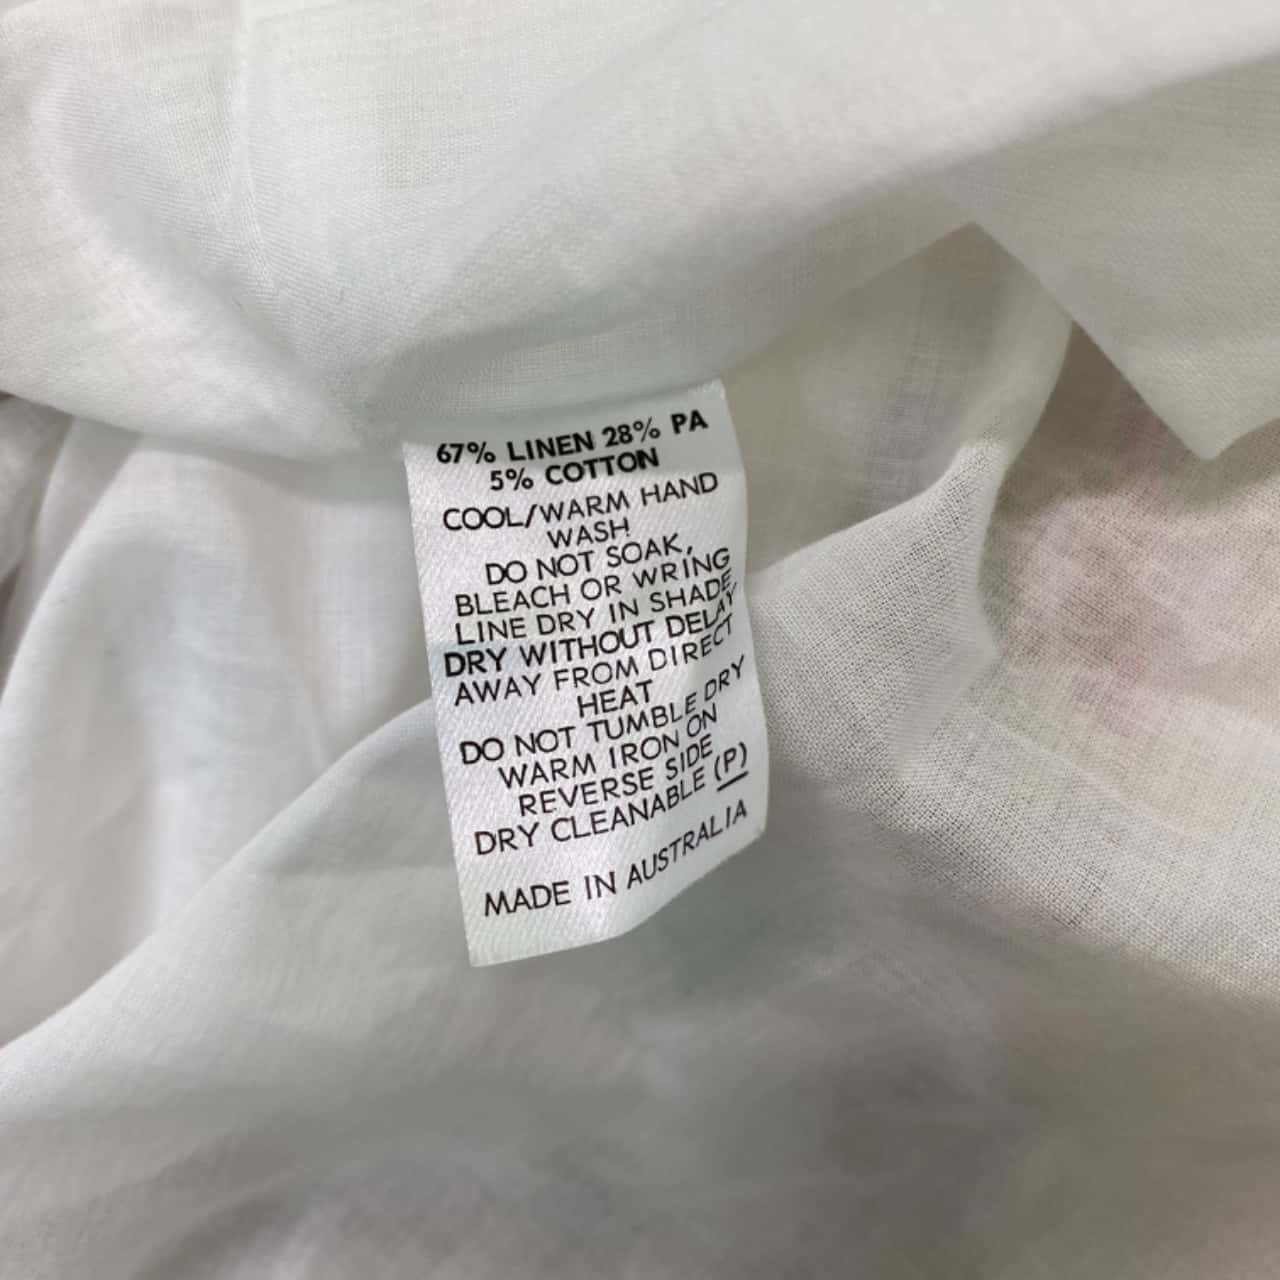 67% LINEN 28% PA
5% COTTON
COOL/WARM HAND
WASH
DO NOT SOAK,
BLEACH OR WRING
LINE DRY IN SHADE
DRY WITHOUT DELAY
AWAY FROM DIRECT
HEAT
DO NOT TUMBLE DRY
WARM IRON ON
REVERSE SIDE
DRY CLEANABLE (P)
MADE IN AUSTRALIA